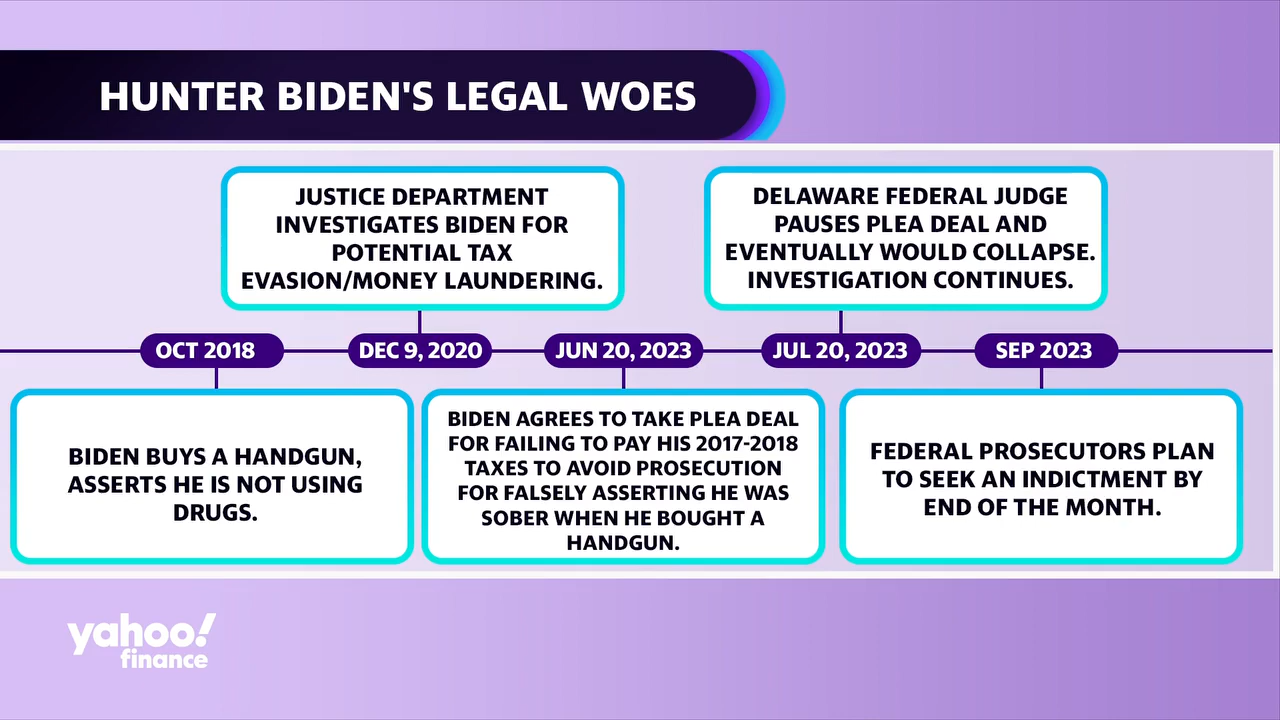 HUNTER BIDEN'S LEGAL WOES
JUSTICE DEPARTMENT
INVESTIGATES BIDEN FOR
POTENTIAL TAX
EVASION/MONEY LAUNDERING.
DELAWARE FEDERAL JUDGE
PAUSES PLEA DEAL AND
EVENTUALLY WOULD COLLAPSE.
INVESTIGATION CONTINUES.
OCT 2018
DEC 9, 2020
JUN 20, 2023
JUL 20, 2023
SEP 2023
BIDEN BUYS A HANDGUN,
ASSERTS HE IS NOT USING
DRUGS.
BIDEN AGREES TO TAKE PLEA DEAL
FOR FAILING TO PAY HIS 2017-2018
TAXES TO AVOID PROSECUTION
FOR FALSELY ASSERTING HE WAS
SOBER WHEN HE BOUGHT A
HANDGUN.
FEDERAL PROSECUTORS PLAN
TO SEEK AN INDICTMENT BY
END OF THE MONTH.
yahoo!
finance